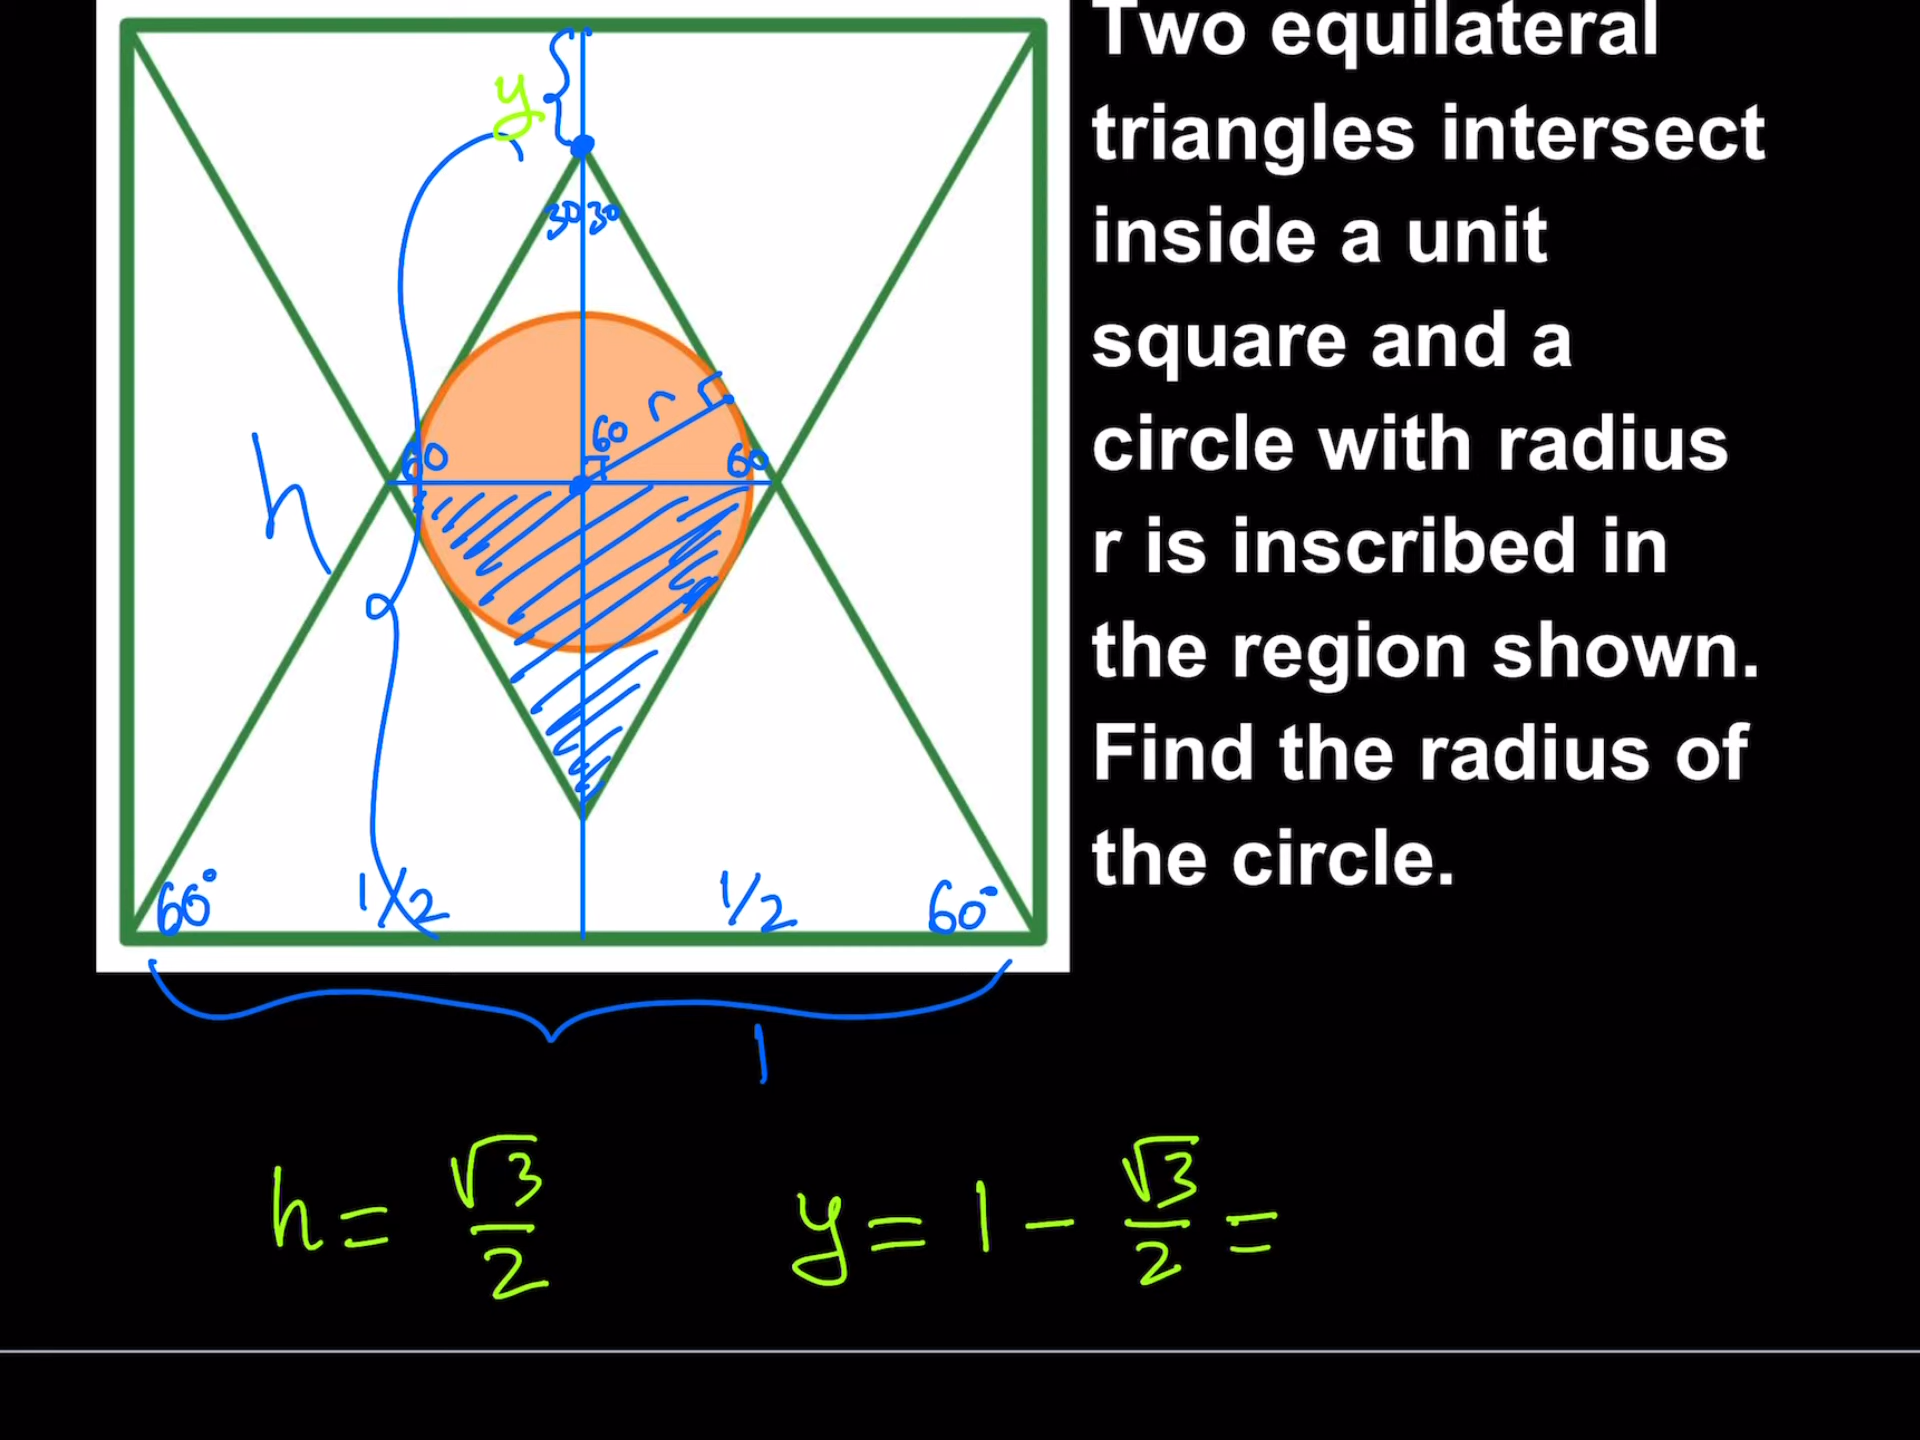 Two equilateral
triangles intersect
inside a unit
square and a
circle with radius
r is inscribed in
the region shown.
Find the radius of
the circle.
y
30 30
r
60
60 60
h
60° 1/2 1/2 60°
1
h = √3/2 y = 1 - √3/2 =